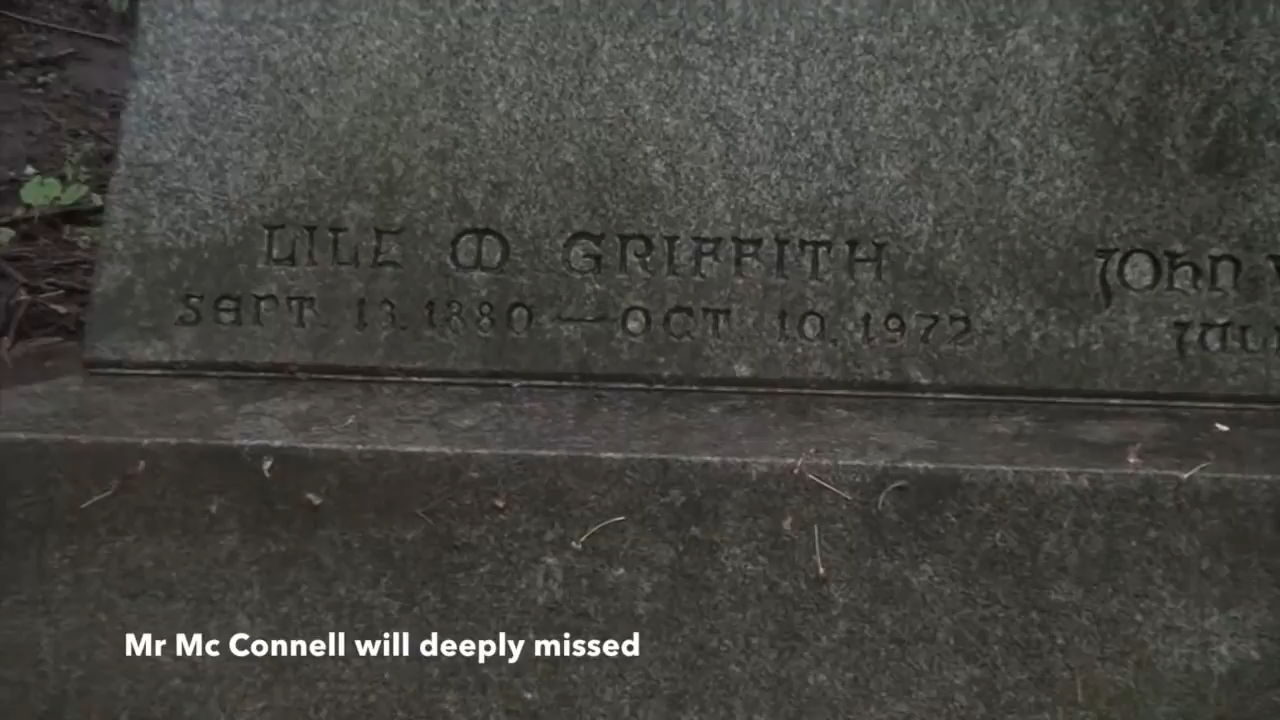 LILE M GRIFFITH
SEPT. 13.1880 — OCT 10, 1972
JOHN
Mr Mc Connell will deeply missed